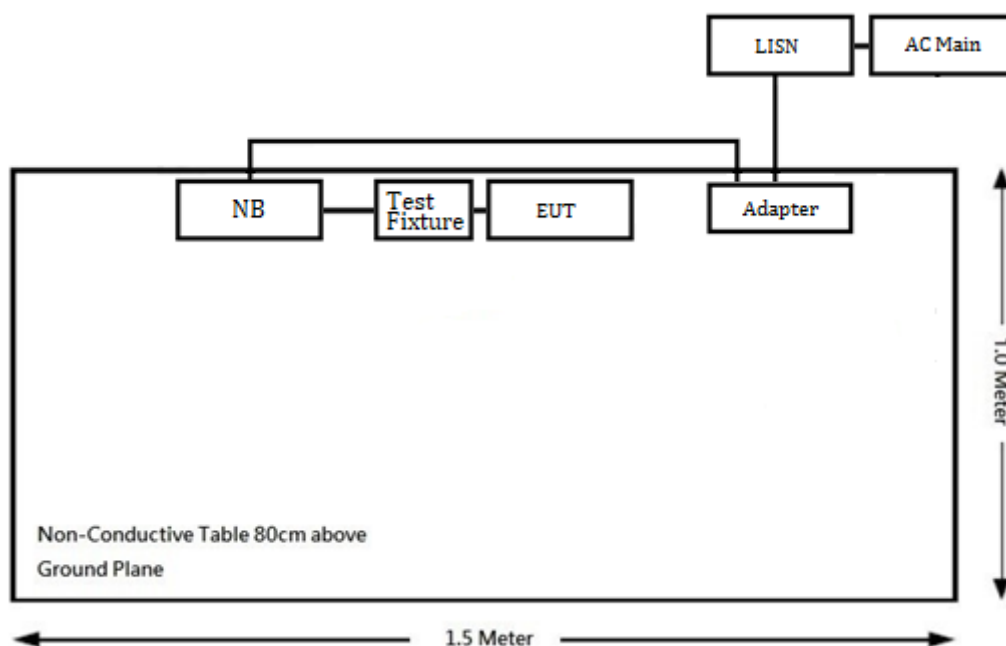 LISN
AC Main
NB
Test
Fixture
EUT
Adapter
1.0 Meter
Non-Conductive Table 80cm above
Ground Plane
1.5 Meter